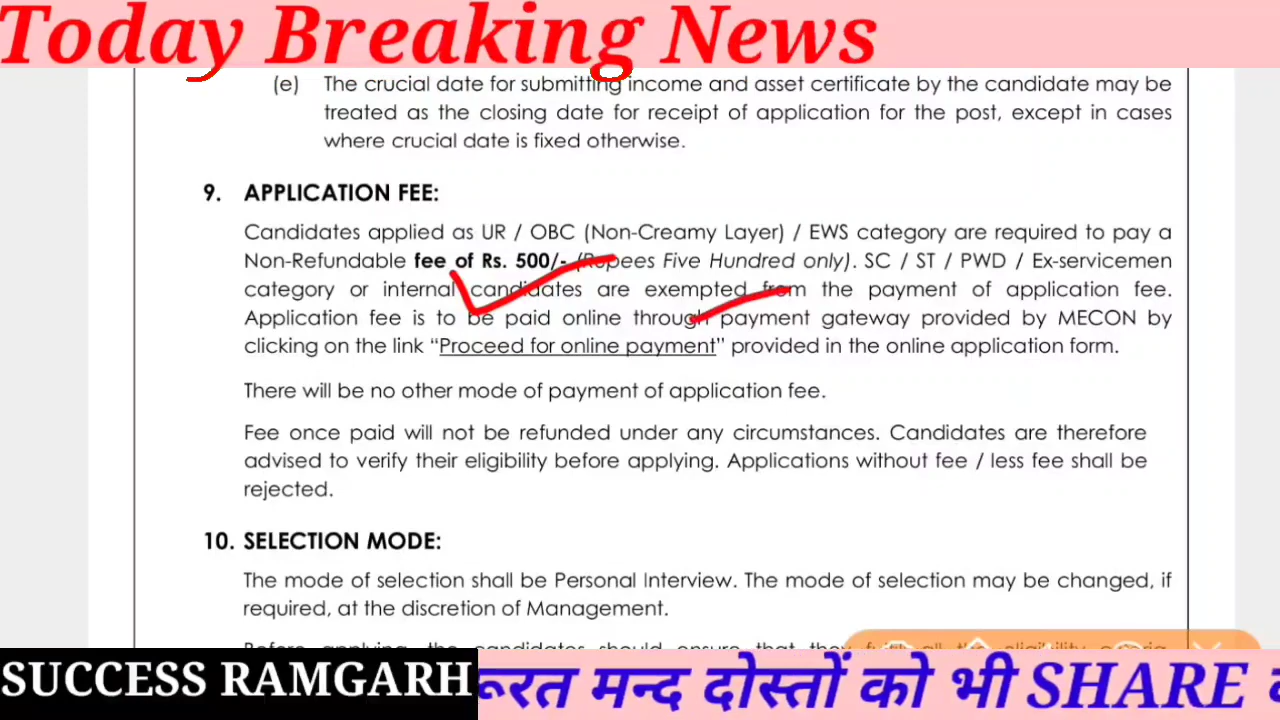 Today Breaking News
(e) The crucial date for submitting income and asset certificate by the candidate may be
treated as the closing date for receipt of application for the post, except in cases
where crucial date is fixed otherwise.
9. APPLICATION FEE:
Candidates applied as UR / OBC (Non-Creamy Layer) / EWS category are required to pay a
Non-Refundable fee of Rs. 500/- (Rupees Five Hundred only). SC / ST / PWD / Ex-servicemen
category or internal candidates are exempted from the payment of application fee.
Application fee is to be paid online through payment gateway provided by MECON by
clicking on the link “Proceed for online payment” provided in the online application form.
There will be no other mode of payment of application fee.
Fee once paid will not be refunded under any circumstances. Candidates are therefore
advised to verify their eligibility before applying. Applications without fee / less fee shall be
rejected.
10. SELECTION MODE:
The mode of selection shall be Personal Interview. The mode of selection may be changed, if
required, at the discretion of Management.
Before applying, the candidates should ensure that they
SUCCESS RAMGARH
मन्द दोस्तों को भी SHARE